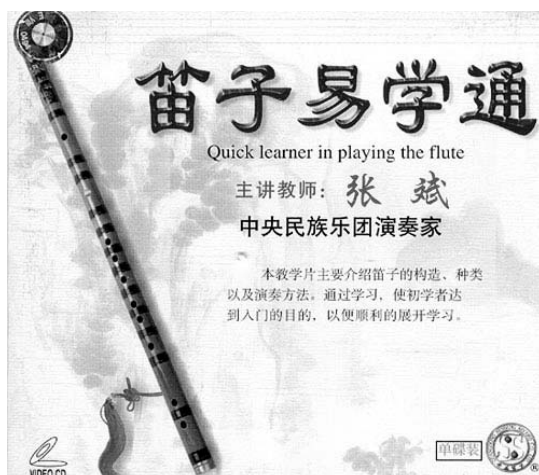 笛子易学通
Quick learner in playing the flute
主讲教师：张 斌
中央民族乐团演奏家
本教学片主要介绍笛子的构造、种类
以及演奏方法。通过学习，使初学者达
到入门的目的，以便顺利的展开学习。
单碟装
VIDEO CD